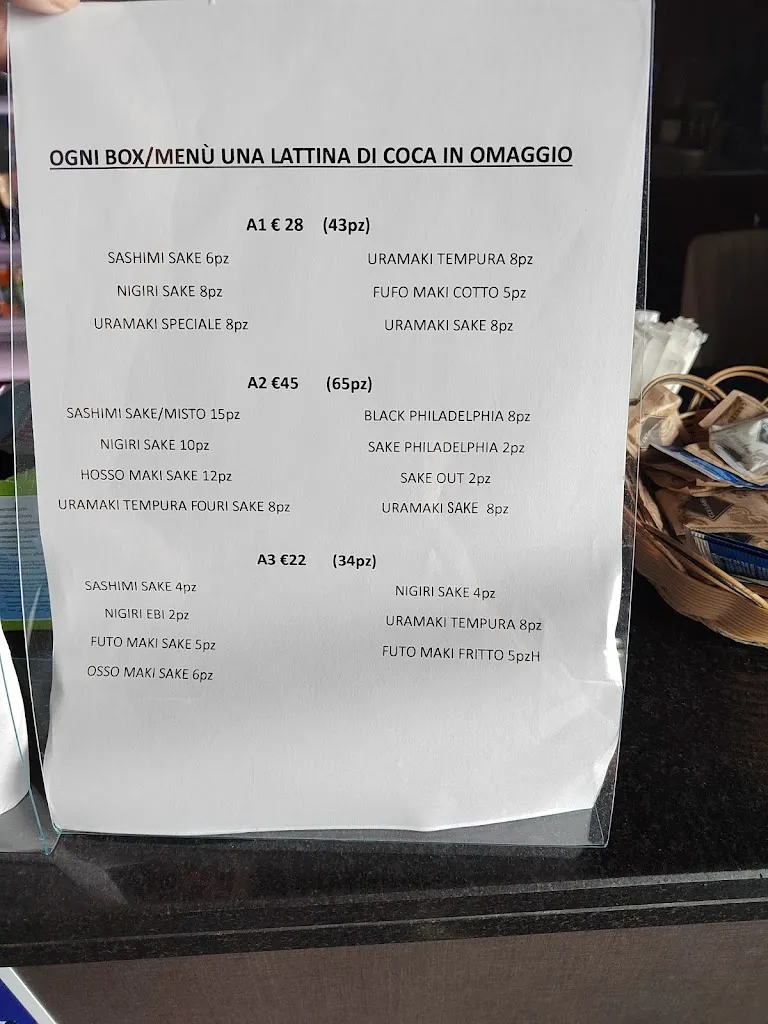 OGNI BOX/MENÙ UNA LATTINA DI COCA IN OMAGGIO
A1 € 28 (43pz)
SASHIMI SAKE 6pz URAMAKI TEMPURA 8pz
NIGIRI SAKE 8pz FUFO MAKI COTTO 5pz
URAMAKI SPECIALE 8pz URAMAKI SAKE 8pz
A2 €45 (65pz)
SASHIMI SAKE/MISTO 15pz BLACK PHILADELPHIA 8pz
NIGIRI SAKE 10pz SAKE PHILADELPHIA 2pz
HOSSO MAKI SAKE 12pz SAKE OUT 2pz
URAMAKI TEMPURA FOURI SAKE 8pz URAMAKI SAKE 8pz
A3 €22 (34pz)
SASHIMI SAKE 4pz NIGIRI SAKE 4pz
NIGIRI EBI 2pz URAMAKI TEMPURA 8pz
FUTO MAKI SAKE 5pz FUTO MAKI FRITTO 5pzH
OSSO MAKI SAKE 6pz